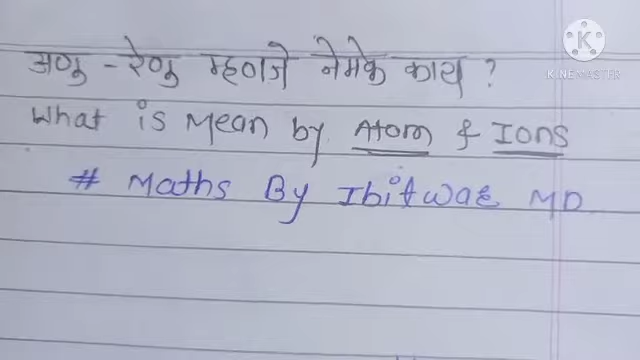 अणू - रेणू म्हणजे नेमके काय ?
What is Mean by Atom & Ions
# Maths By Ibitwar MD
KINEMASTER